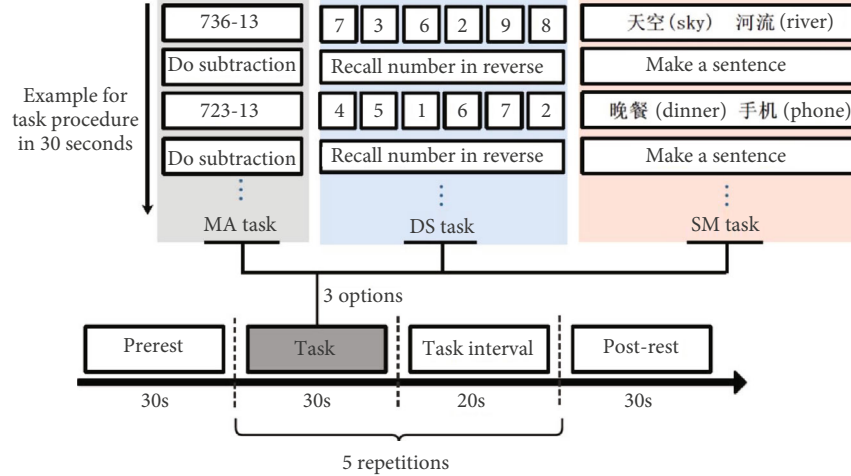 736-13
7 3 6 2 9 8
天空 (sky) 河流 (river)
Do subtraction
Recall number in reverse
Make a sentence
Example for
task procedure
in 30 seconds
723-13
4 5 1 6 7 2
晚餐 (dinner) 手机 (phone)
Do subtraction
Recall number in reverse
Make a sentence
MA task
DS task
SM task
3 options
Prerest
Task
Task interval
Post-rest
30s
30s
20s
30s
5 repetitions